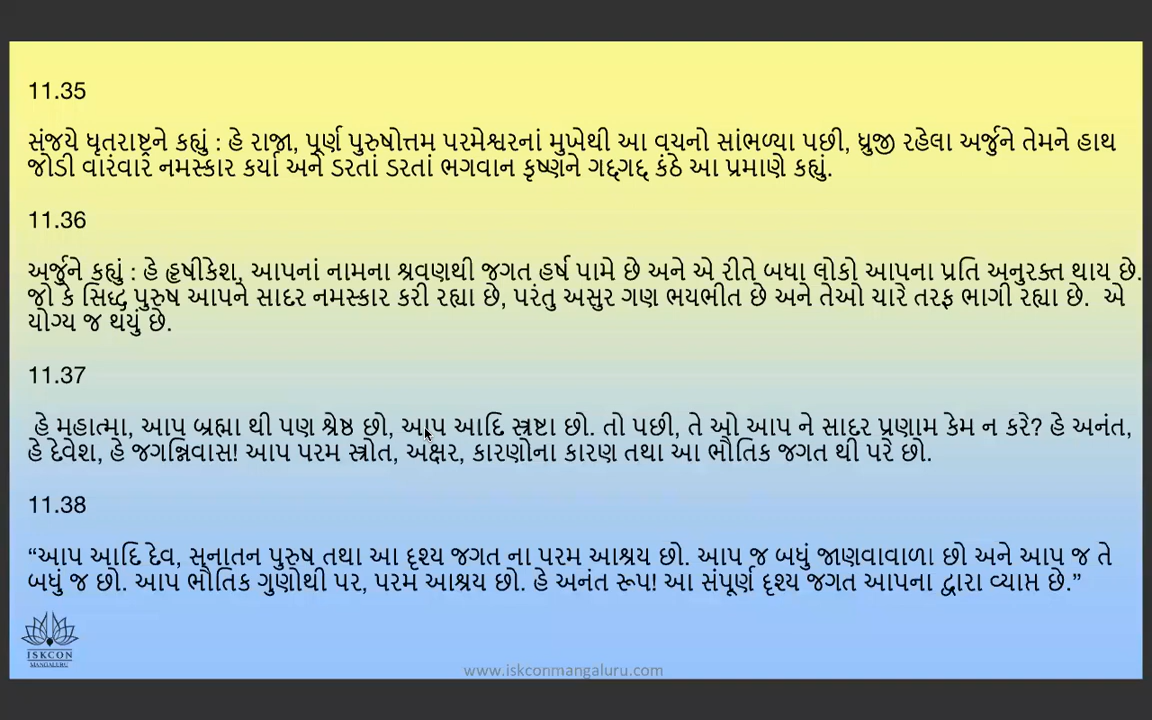 11.35
સંજયે ધૃતરાષ્ટ્રને કહ્યું : હે રાજા, પૂર્ણ પુરુષોત્તમ પરમેશ્વરનાં મુખેથી આ વચનો સાંભળ્યા પછી, ધ્રુજી રહેલા અર્જુને તેમને હાથ
જોડી વારંવાર નમસ્કાર કર્યા અને ડરતાં ડરતાં ભગવાન કૃષ્ણને ગદ્દગદ્દ કંઠે આ પ્રમાણે કહ્યું.
11.36
અર્જુને કહ્યું : હે હૃષીકેશ, આપનાં નામના શ્રવણથી જગત હર્ષ પામે છે અને એ રીતે બધા લોકો આપના પ્રતિ અનુરક્ત થાય છે.
જો કે સિદ્ધ પુરુષ આપને સાદર નમસ્કાર કરી રહ્યા છે, પરંતુ અસુર ગણ ભયભીત છે અને તેઓ ચારે તરફ ભાગી રહ્યા છે. એ
યોગ્ય જ થયું છે.
11.37
હે મહાત્મા, આપ બ્રહ્મા થી પણ શ્રેષ્ઠ છો, આપ આદિ સ્ત્રષ્ટા છો. તો પછી, તે ઓ આપ ને સાદર પ્રણામ કેમ ન કરે? હે અનંત,
હે દેવેશ, હે જગન્નિવાસ! આપ પરમ સ્ત્રોત, અક્ષર, કારણોના કારણ તથા આ ભૌતિક જગત થી પરે છો.
11.38
“આપ આદિ દેવ, સનાતન પુરુષ તથા આ દૃશ્ય જગત ના પરમ આશ્રય છો. આપ જ બધું જાણવાવાળા છો અને આપ જ તે
બધું જ છો. આપ ભૌતિક ગુણોથી પર, પરમ આશ્રય છો. હે અનંત રૂપ! આ સંપૂર્ણ દૃશ્ય જગત આપના દ્વારા વ્યાપ્ત છે.”
ISKCON
MANGALURU
www.iskconmangaluru.com